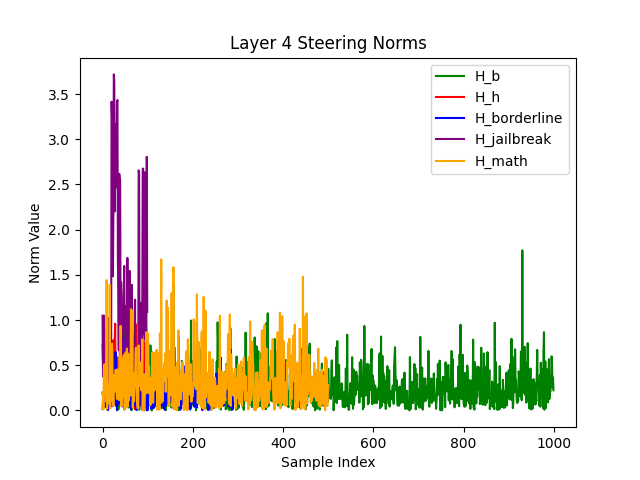 Layer 4 Steering Norms
H_b
H_h
H_borderline
H_jailbreak
H_math
Norm Value
3.5
3.0
2.5
2.0
1.5
1.0
0.5
0.0
0 200 400 600 800 1000
Sample Index